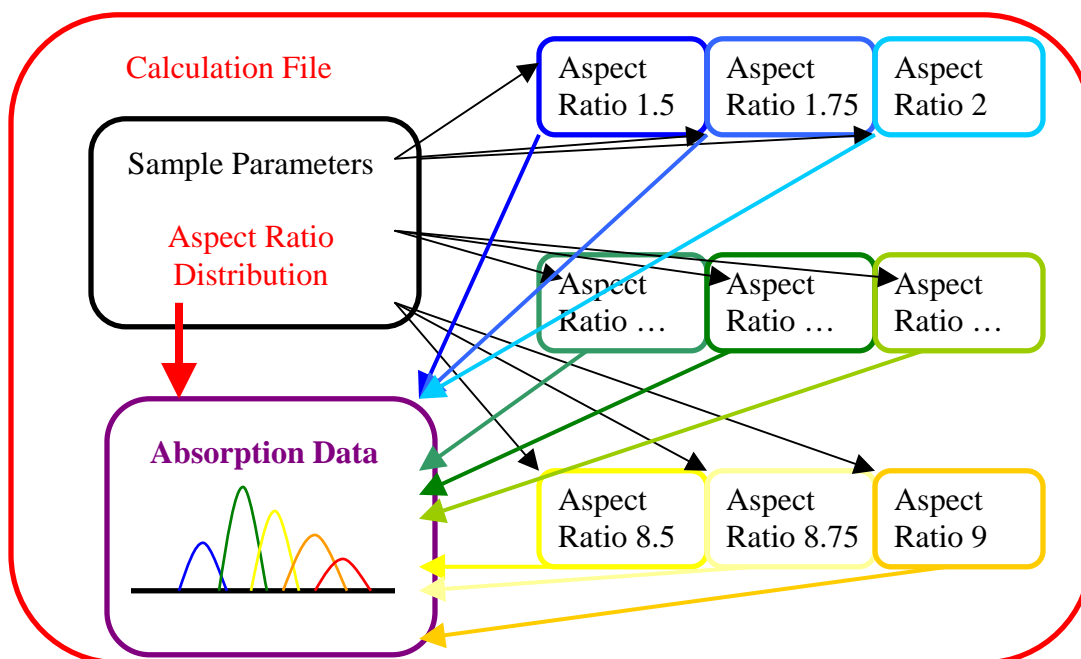 Calculation File
Sample Parameters
Aspect Ratio
Distribution
Aspect
Ratio 1.5
Aspect
Ratio 1.75
Aspect
Ratio 2
Aspect
Ratio …
Aspect
Ratio …
Aspect
Ratio …
Absorption Data
Aspect
Ratio 8.5
Aspect
Ratio 8.75
Aspect
Ratio 9